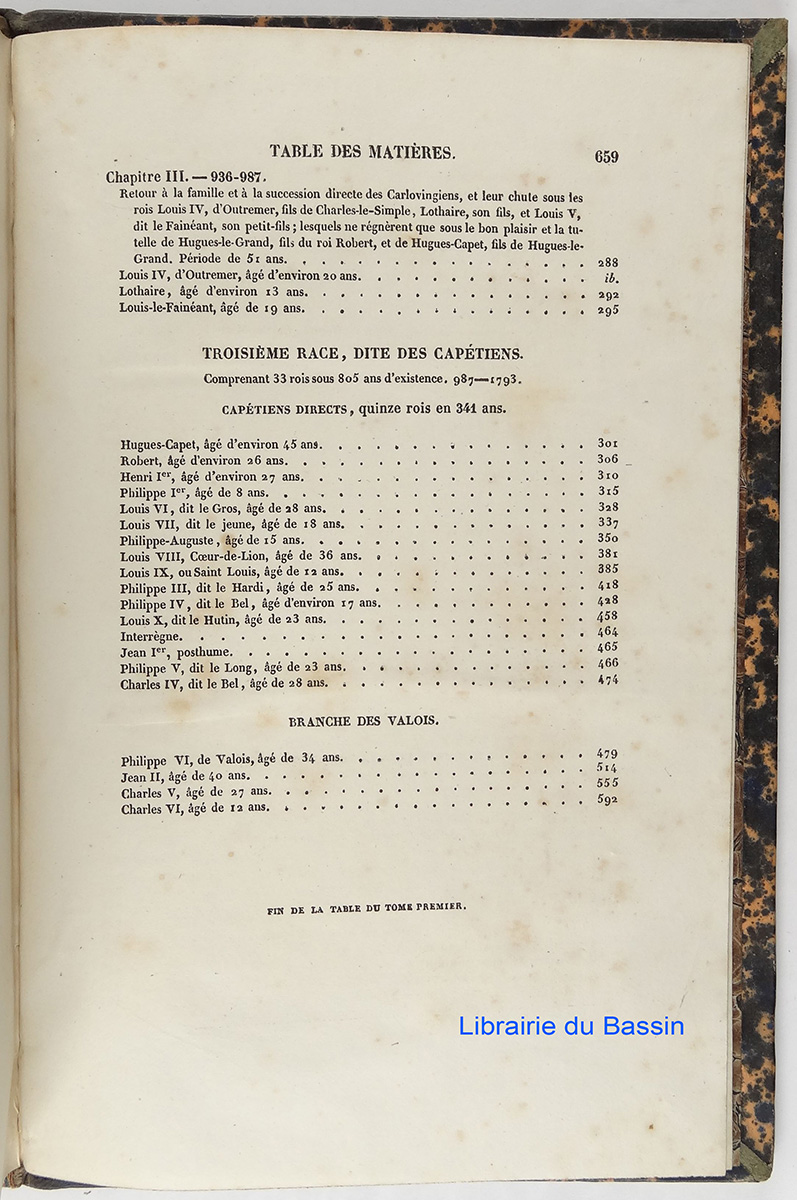 TABLE DES MATIÈRES. 659
Chapitre III. — 936-987.
Retour à la famille et à la succession directe des Carlovingiens, et leur chute sous les
rois Louis IV, d'Outremer, fils de Charles-le-Simple, Lothaire, son fils, et Louis V,
dit le Fainéant, son petit-fils ; lesquels ne régnèrent que sous le bon plaisir et la tu-
telle de Hugues-le-Grand, fils du roi Robert, et de Hugues-Capet, fils de Hugues-le-
Grand. Période de 51 ans. . . . . . . . . . . . . . . . 288
Louis IV, d'Outremer, âgé d'environ 20 ans. . . . . . . . . . . . ib.
Lothaire, âgé d'environ 13 ans. . . . . . . . . . . . . . . 292
Louis-le-Fainéant, âgé de 19 ans. . . . . . . . . . . . . . . 295
TROISIÈME RACE, DITE DES CAPÉTIENS.
Comprenant 33 rois sous 805 ans d'existence. 987—1793.
CAPÉTIENS DIRECTS, quinze rois en 341 ans.
Hugues-Capet, âgé d'environ 45 ans. . . . . . . . . . . . . . 301
Robert, âgé d'environ 26 ans. . . . . . . . . . . . . . . . 306
Henri Ier, âgé d'environ 27 ans. . . . . . . . . . . . . . . 310
Philippe Ier, âgé de 8 ans. . . . . . . . . . . . . . . . . 315
Louis VI, dit le Gros, âgé de 28 ans. . . . . . . . . . . . . . 328
Louis VII, dit le jeune, âgé de 18 ans. . . . . . . . . . . . . 337
Philippe-Auguste, âgé de 15 ans. . . . . . . . . . . . . . . 350
Louis VIII, Cœur-de-Lion, âgé de 36 ans. . . . . . . . . . . . 381
Louis IX, ou Saint Louis, âgé de 12 ans. . . . . . . . . . . . . 385
Philippe III, dit le Hardi, âgé de 25 ans. . . . . . . . . . . . . 418
Philippe IV, dit le Bel, âgé d'environ 17 ans. . . . . . . . . . . 428
Louis X, dit le Hutin, âgé de 23 ans. . . . . . . . . . . . . . 458
Interrègne. . . . . . . . . . . . . . . . . . . . . 464
Jean Ier, posthume. . . . . . . . . . . . . . . . . . . 465
Philippe V, dit le Long, âgé de 23 ans. . . . . . . . . . . . . 466
Charles IV, dit le Bel, âgé de 28 ans. . . . . . . . . . . . . . 474
BRANCHE DES VALOIS.
Philippe VI, de Valois, âgé de 34 ans. . . . . . . . . . . . . 479
Jean II, âgé de 40 ans. . . . . . . . . . . . . . . . . . 514
Charles V, âgé de 27 ans. . . . . . . . . . . . . . . . . 555
Charles VI, âgé de 12 ans. . . . . . . . . . . . . . . . . 592
FIN DE LA TABLE DU TOME PREMIER.
Librairie du Bassin